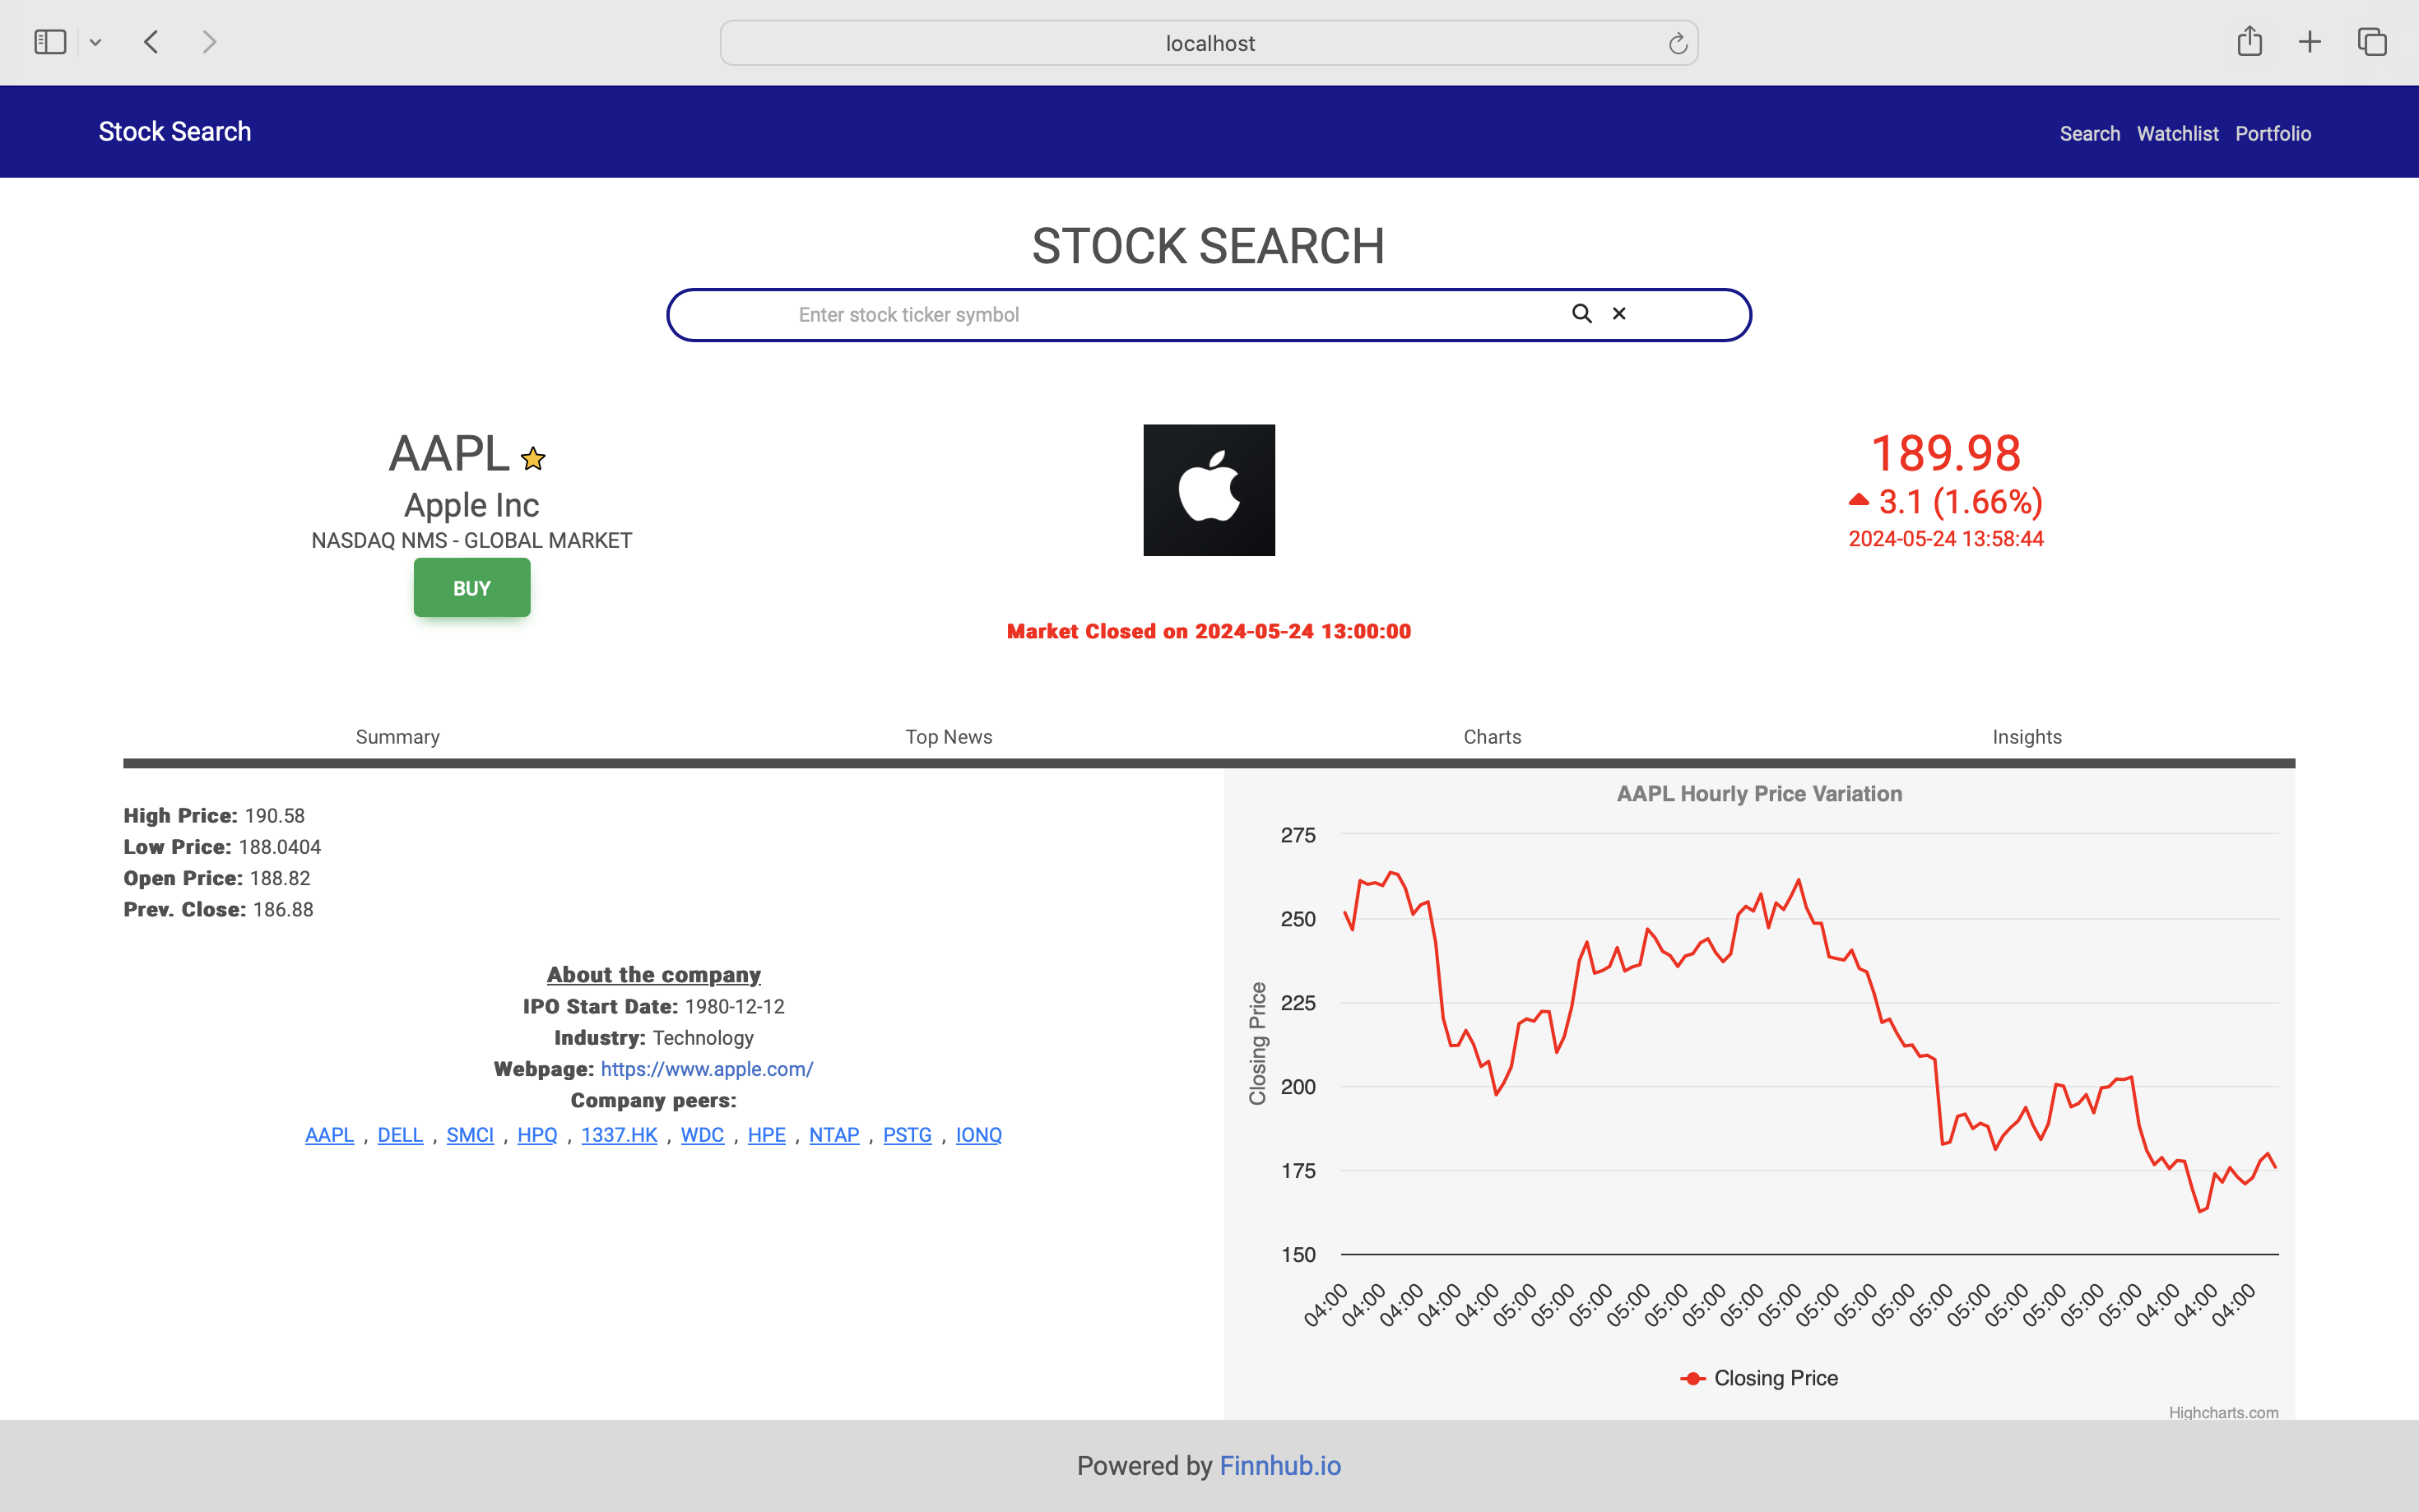 localhost
Stock Search
Search Watchlist Portfolio
STOCK SEARCH
Enter stock ticker symbol
AAPL
Apple Inc
NASDAQ NMS - GLOBAL MARKET
BUY
189.98
3.1 (1.66%)
2024-05-24 13:58:44
Market Closed on 2024-05-24 13:00:00
Summary
Top News
Charts
Insights
High Price: 190.58
Low Price: 188.0404
Open Price: 188.82
Prev. Close: 186.88
About the company
IPO Start Date: 1980-12-12
Industry: Technology
Webpage: https://www.apple.com/
Company peers:
AAPL , DELL , SMCI , HPQ , 1337.HK , WDC , HPE , NTAP , PSTG , IONQ
AAPL Hourly Price Variation
Closing Price
275
250
225
200
175
150
04:00 04:00 04:00 04:00 04:00 05:00 05:00 05:00 05:00 05:00 05:00 05:00 05:00 05:00 05:00 05:00 05:00 05:00 05:00 05:00 05:00 05:00 04:00 04:00 04:00
Closing Price
Highcharts.com
Powered by Finnhub.io